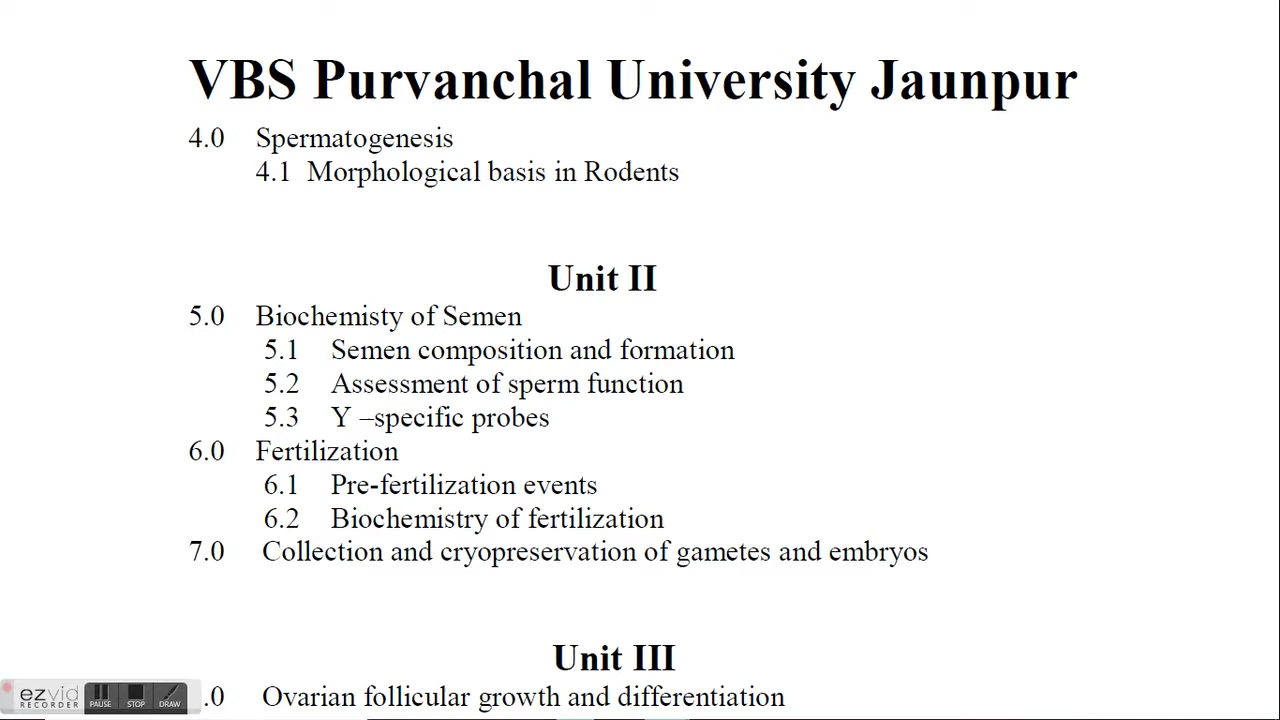 VBS Purvanchal University Jaunpur
4.0 Spermatogenesis
4.1 Morphological basis in Rodents
Unit II
5.0 Biochemisty of Semen
5.1 Semen composition and formation
5.2 Assessment of sperm function
5.3 Y –specific probes
6.0 Fertilization
6.1 Pre-fertilization events
6.2 Biochemistry of fertilization
7.0 Collection and cryopreservation of gametes and embryos
Unit III
.0 Ovarian follicular growth and differentiation
ezvid
RECORDER
PAUSE STOP DRAW